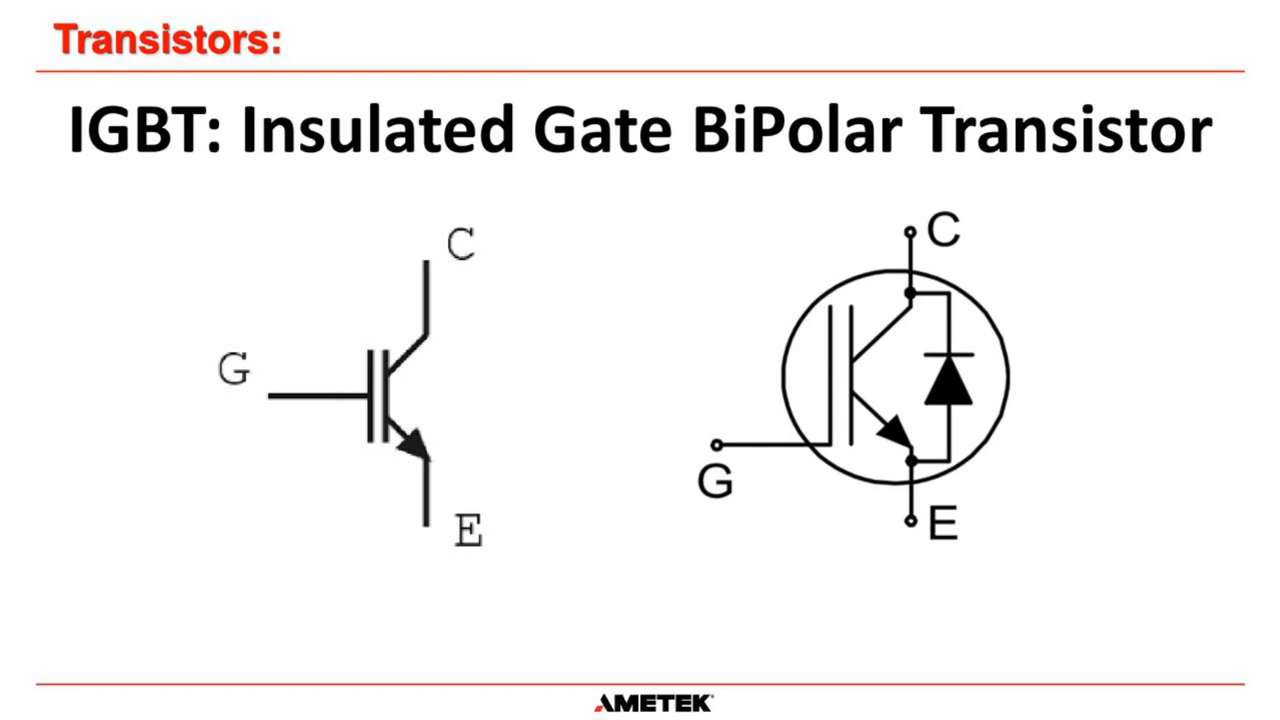 Transistors:
IGBT: Insulated Gate BiPolar Transistor
C
G
E
C
G
E
AMETEK